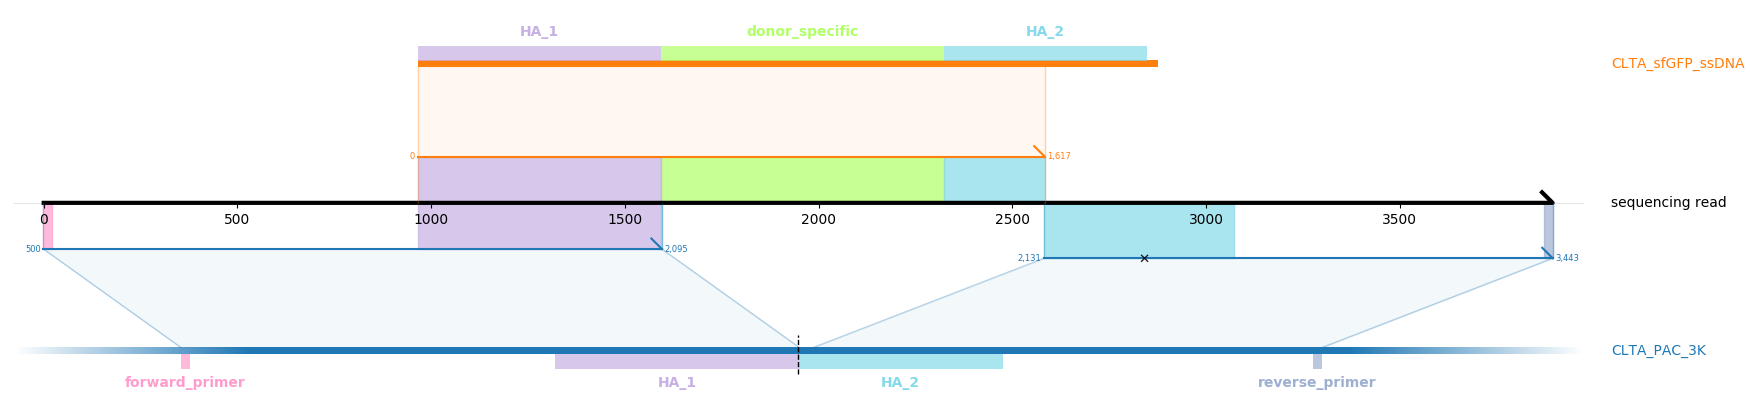 HA_1 donor_specific HA_2
CLTA_sfGFP_ssDNA
0 1,617
sequencing read
0 500 1000 1500 2000 2500 3000 3500
500 2,095
2,131 3,443
CLTA_PAC_3K
forward_primer HA_1 HA_2 reverse_primer